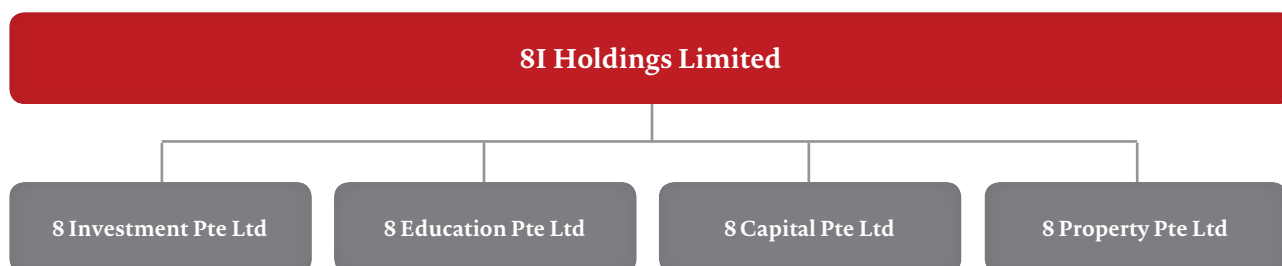 8I Holdings Limited
8 Investment Pte Ltd
8 Education Pte Ltd
8 Capital Pte Ltd
8 Property Pte Ltd